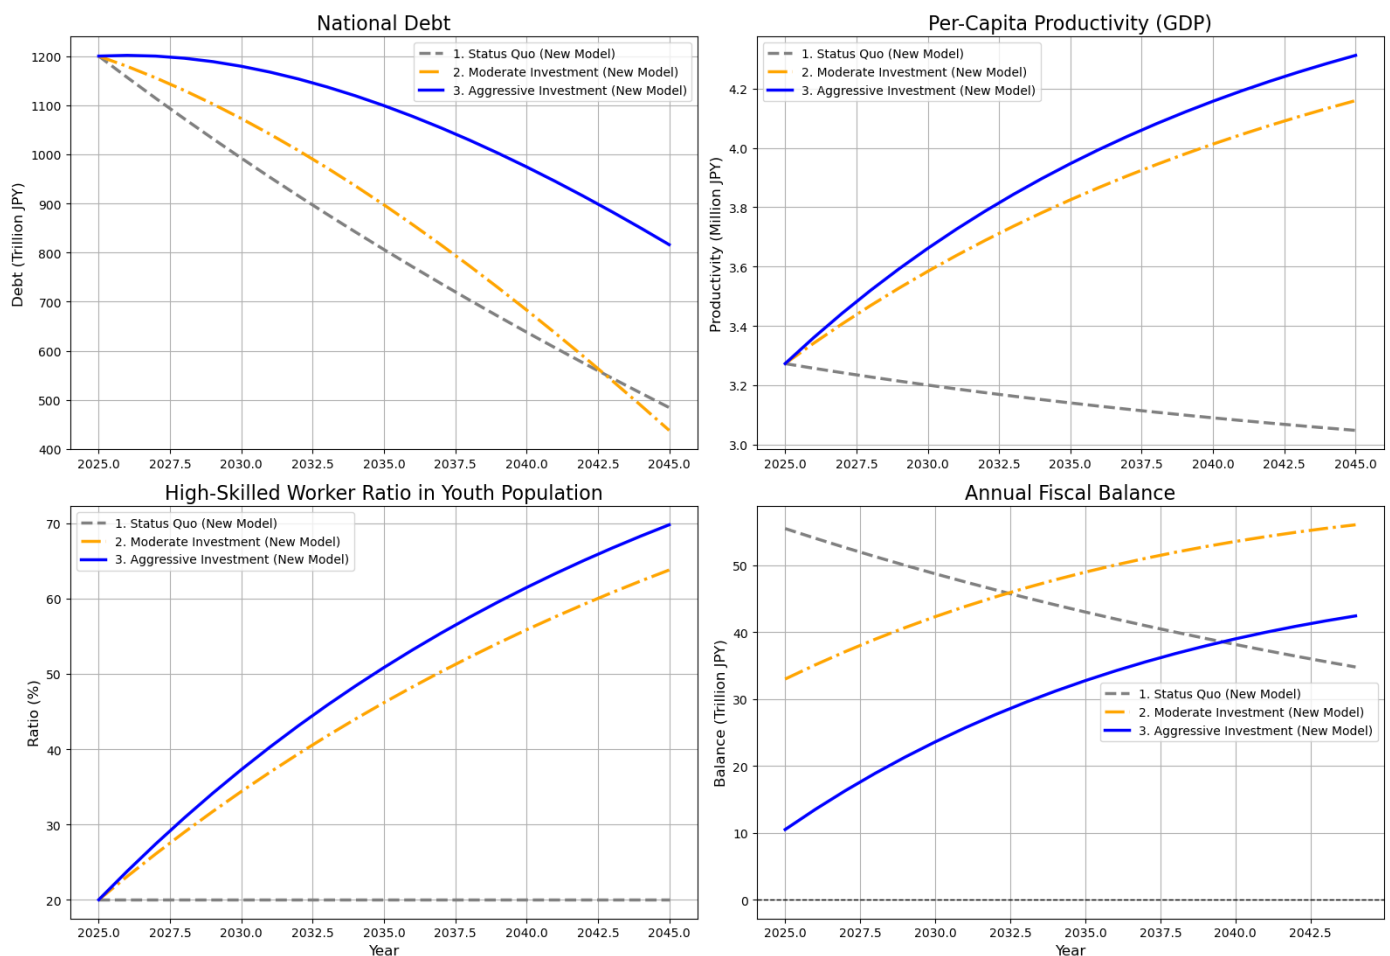 National Debt
1200
1100
1000
900
800
700
600
500
400
Debt (Trillion JPY)
1. Status Quo (New Model)
2. Moderate Investment (New Model)
3. Aggressive Investment (New Model)
2025.0 2027.5 2030.0 2032.5 2035.0 2037.5 2040.0 2042.5 2045.0
Per-Capita Productivity (GDP)
4.2
4.0
3.8
3.6
3.4
3.2
3.0
Productivity (Million JPY)
1. Status Quo (New Model)
2. Moderate Investment (New Model)
3. Aggressive Investment (New Model)
2025.0 2027.5 2030.0 2032.5 2035.0 2037.5 2040.0 2042.5 2045.0
High-Skilled Worker Ratio in Youth Population
70
60
50
40
30
20
Ratio (%)
1. Status Quo (New Model)
2. Moderate Investment (New Model)
3. Aggressive Investment (New Model)
2025.0 2027.5 2030.0 2032.5 2035.0 2037.5 2040.0 2042.5 2045.0
Year
Annual Fiscal Balance
50
40
30
20
10
0
Balance (Trillion JPY)
1. Status Quo (New Model)
2. Moderate Investment (New Model)
3. Aggressive Investment (New Model)
2025.0 2027.5 2030.0 2032.5 2035.0 2037.5 2040.0 2042.5
Year